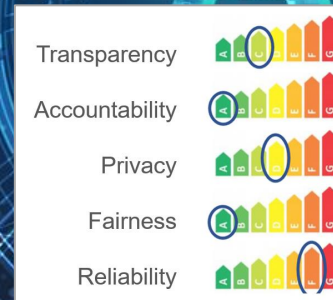 Transparency A B C D E F G
Accountability A B C D E F G
Privacy A B C D E F G
Fairness A B C D E F G
Reliability A B C D E F G